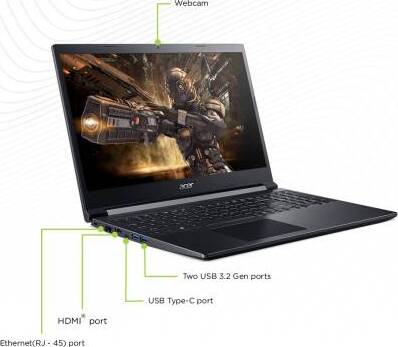 Webcam
acer
Two USB 3.2 Gen ports
USB Type-C port
HDMI® port
Ethernet(RJ - 45) port